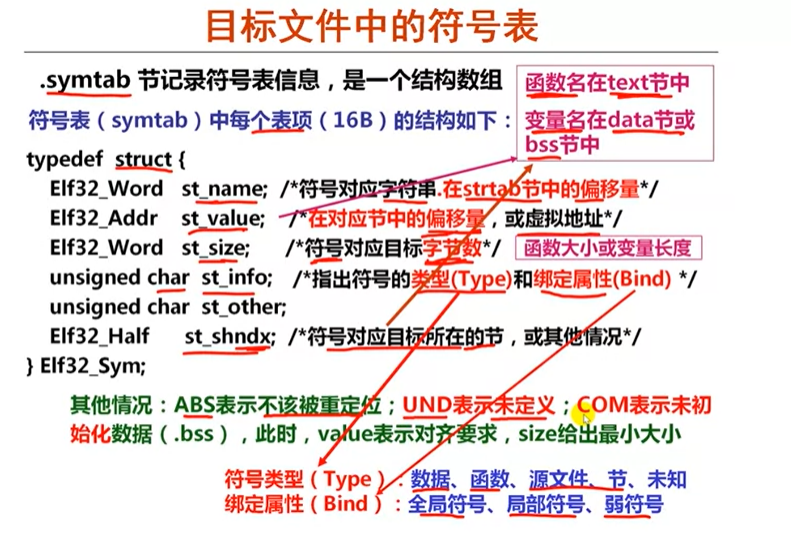 目标文件中的符号表
.symtab 节记录符号表信息，是一个结构数组
函数名在text节中
变量名在data节或
bss节中
符号表（symtab）中每个表项（16B）的结构如下：
typedef struct {
Elf32_Word st_name; /*符号对应字符串.在strtab节中的偏移量*/
Elf32_Addr st_value; /*在对应节中的偏移量，或虚拟地址*/
Elf32_Word st_size; /*符号对应目标字节数*/ 函数大小或变量长度
unsigned char st_info; /*指出符号的类型(Type)和绑定属性(Bind) */
unsigned char st_other;
Elf32_Half st_shndx; /*符号对应目标所在的节，或其他情况*/
} Elf32_Sym;
其他情况：ABS表示不该被重定位；UND表示未定义；COM表示未初
始化数据（.bss），此时，value表示对齐要求，size给出最小大小
符号类型（Type）：数据、函数、源文件、节、未知
绑定属性（Bind）：全局符号、局部符号、弱符号